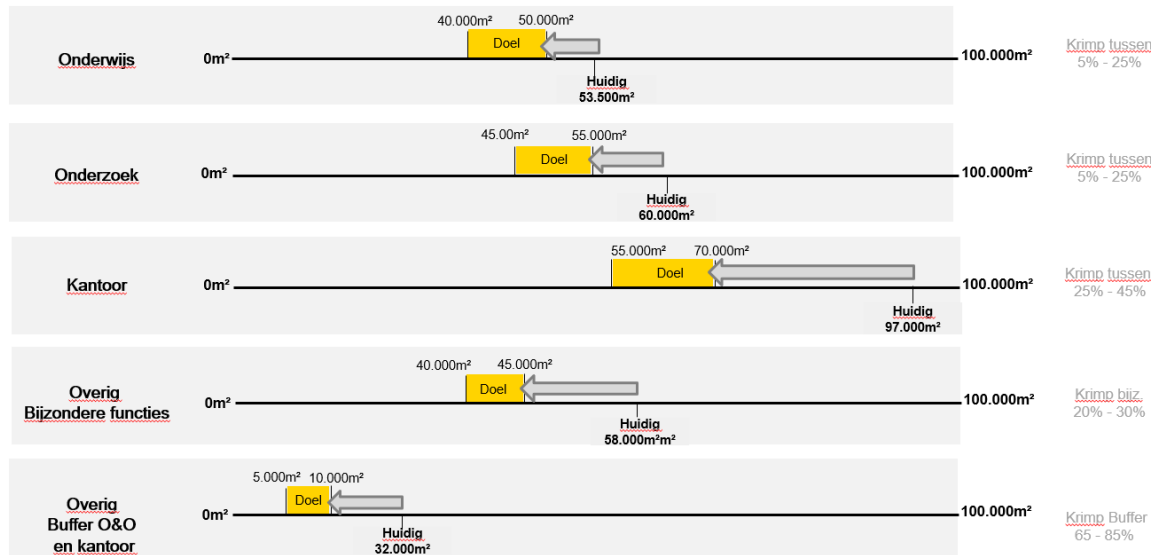 40.000m² 50.000m²
Onderwijs 0m² Doel 100.000m² Krimp tussen
5% - 25%
Huidig
53.500m²
45.00m² 55.000m²
Onderzoek 0m² Doel 100.000m² Krimp tussen
5% - 25%
Huidig
60.000m²
55.000m² 70.000m²
Kantoor 0m² Doel 100.000m² Krimp tussen
25% - 45%
Huidig
97.000m²
40.000m² 45.000m²
Overig
Bijzondere functies 0m² Doel 100.000m² Krimp bijz.
20% - 30%
Huidig
58.000m²m²
5.000m² 10.000m²
Overig
Buffer O&O
en kantoor 0m² Doel 100.000m² Krimp Buffer
65 - 85%
Huidig
32.000m²